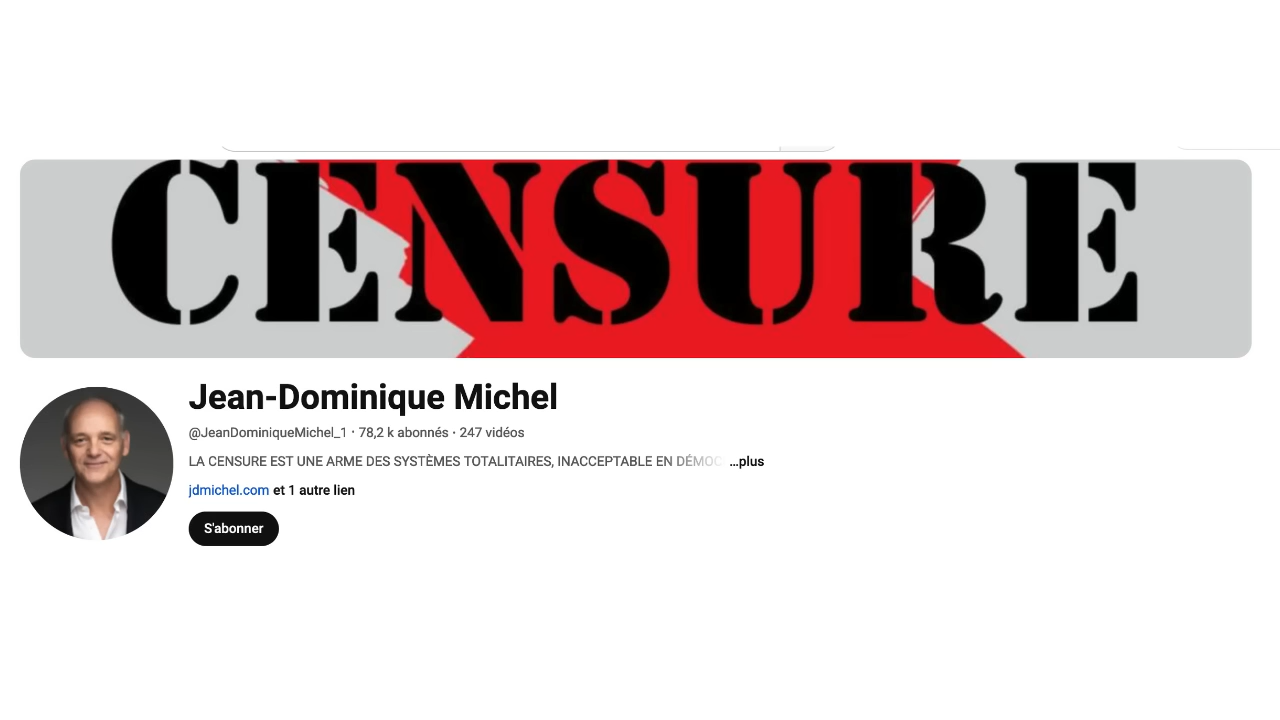 CENSURE
Jean-Dominique Michel
@JeanDominiqueMichel_1 · 78,2 k abonnés · 247 vidéos
LA CENSURE EST UNE ARME DES SYSTÈMES TOTALITAIRES, INACCEPTABLE EN DÉMOC ...plus
jdmichel.com et 1 autre lien
S'abonner